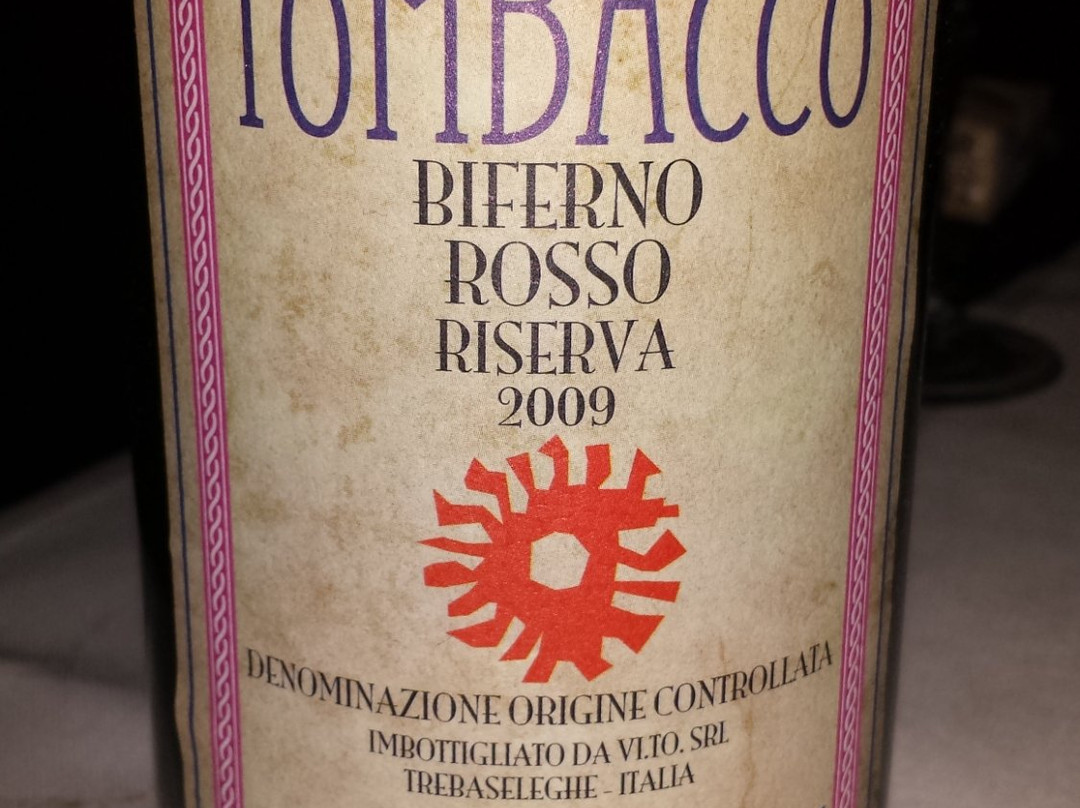 TOMBACCO
BIFERNO
ROSSO
RISERVA
2009
DENOMINAZIONE ORIGINE CONTROLLATA
IMBOTTIGLIATO DA VI.TO. SRL
TREBASELEGHE - ITALIA